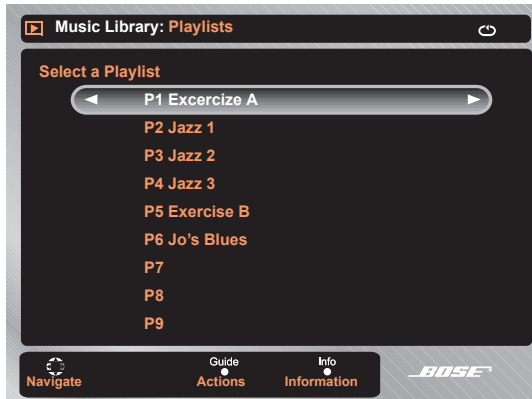 Music Library: Playlists
Select a Playlist
P1 Excercize A
P2 Jazz 1
P3 Jazz 2
P4 Jazz 3
P5 Exercise B
P6 Jo's Blues
P7
P8
P9
Guide Info
Navigate Actions Information
BOSE